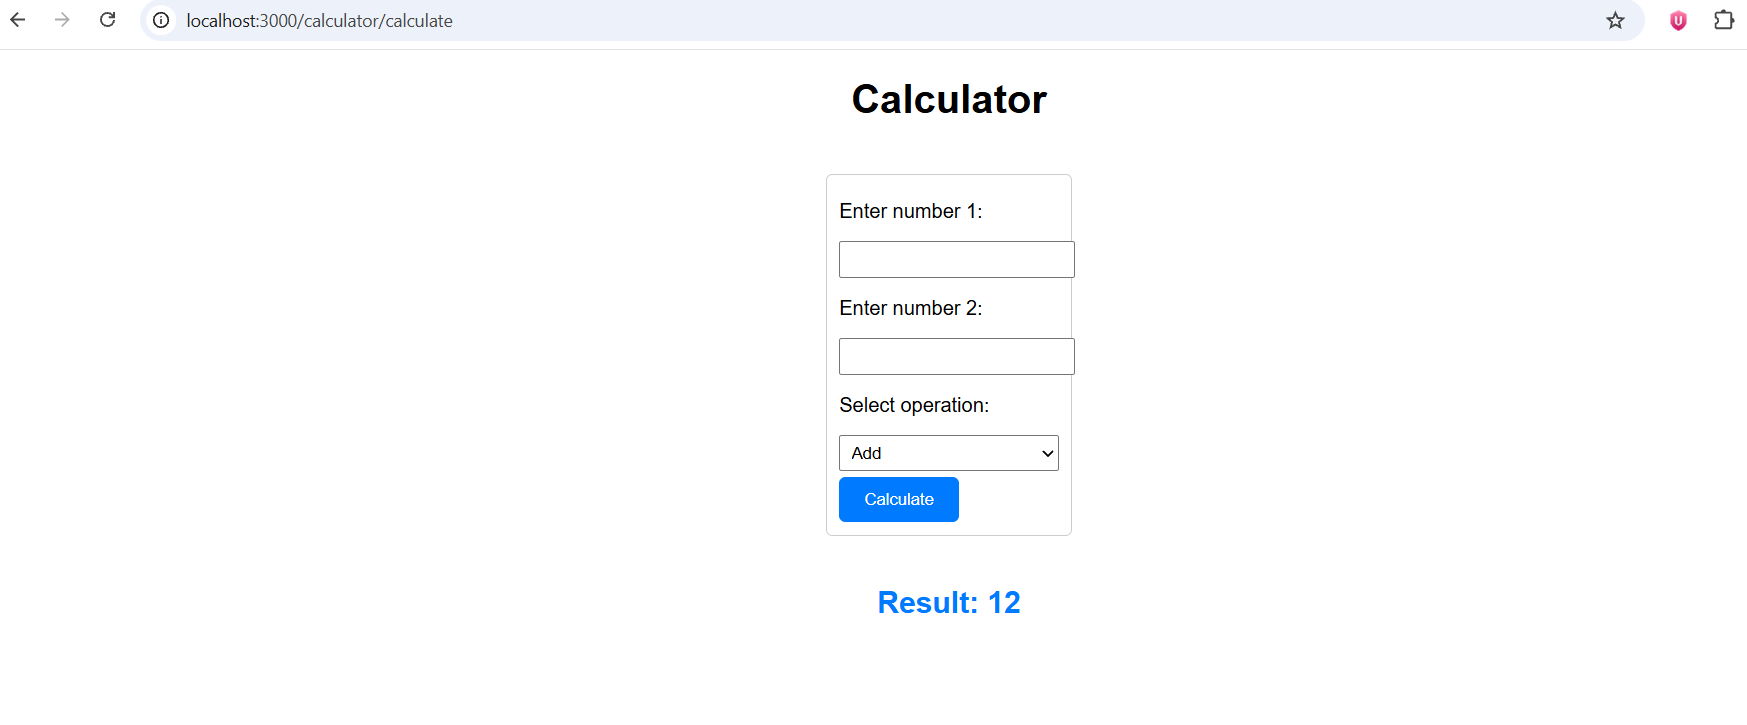 localhost:3000/calculator/calculate
U
Calculator
Enter number 1:
Enter number 2:
Select operation:
Add
Calculate
Result: 12